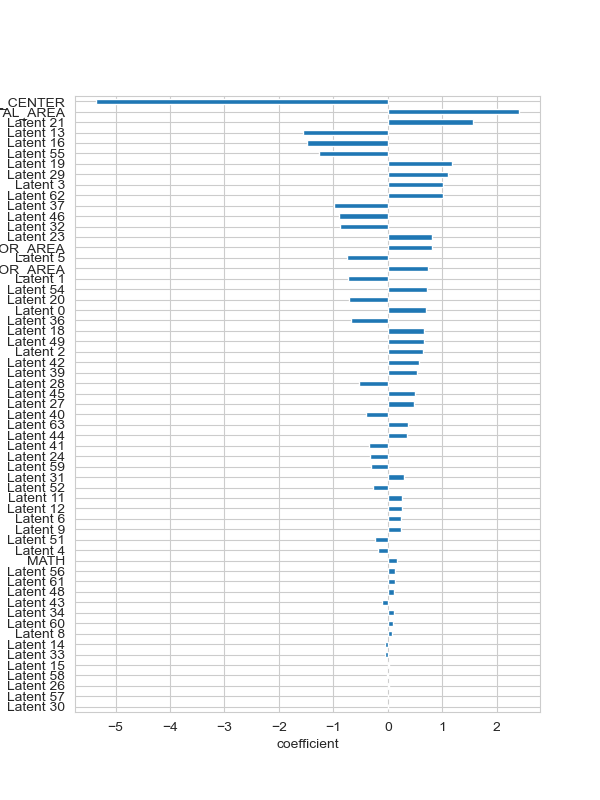 _CENTER
AL_AREA
Latent 21
Latent 13
Latent 16
Latent 55
Latent 19
Latent 29
Latent 3
Latent 62
Latent 37
Latent 46
Latent 32
Latent 23
OR_AREA
Latent 5
OR_AREA
Latent 1
Latent 54
Latent 20
Latent 0
Latent 36
Latent 18
Latent 49
Latent 2
Latent 42
Latent 39
Latent 28
Latent 45
Latent 27
Latent 40
Latent 63
Latent 44
Latent 41
Latent 24
Latent 59
Latent 31
Latent 52
Latent 11
Latent 12
Latent 6
Latent 9
Latent 51
Latent 4
MATH
Latent 56
Latent 61
Latent 48
Latent 43
Latent 34
Latent 60
Latent 8
Latent 14
Latent 33
Latent 15
Latent 58
Latent 26
Latent 57
Latent 30
−5 −4 −3 −2 −1 0 1 2
coefficient